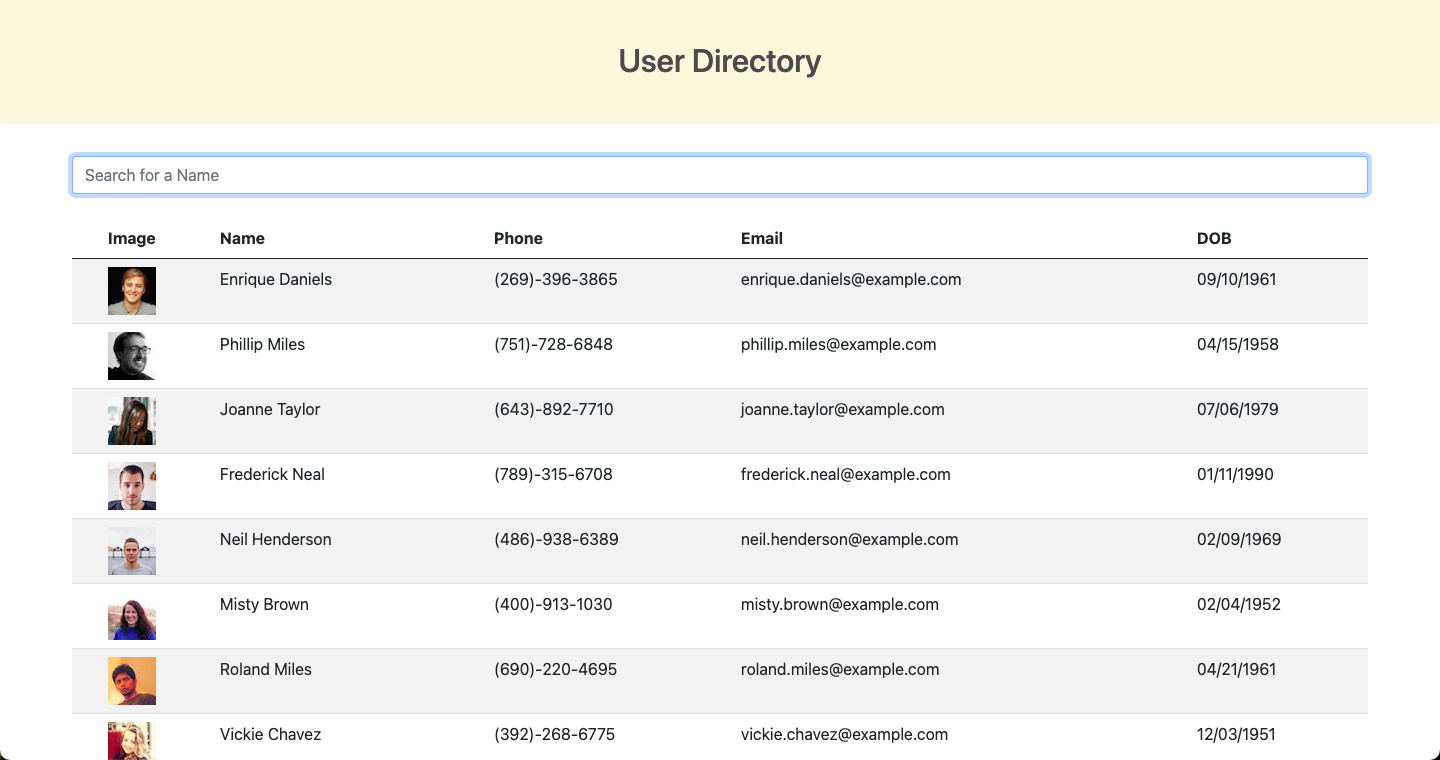 User Directory
Search for a Name
Image Name Phone Email DOB
Enrique Daniels (269)-396-3865 enrique.daniels@example.com 09/10/1961
Phillip Miles (751)-728-6848 phillip.miles@example.com 04/15/1958
Joanne Taylor (643)-892-7710 joanne.taylor@example.com 07/06/1979
Frederick Neal (789)-315-6708 frederick.neal@example.com 01/11/1990
Neil Henderson (486)-938-6389 neil.henderson@example.com 02/09/1969
Misty Brown (400)-913-1030 misty.brown@example.com 02/04/1952
Roland Miles (690)-220-4695 roland.miles@example.com 04/21/1961
Vickie Chavez (392)-268-6775 vickie.chavez@example.com 12/03/1951